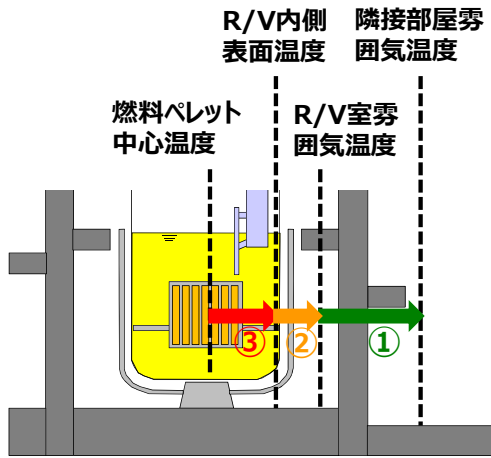 R/V内側
表面温度
隣接部屋雰
囲気温度
燃料ペレット
中心温度
R/V室雰
囲気温度
③
②
①